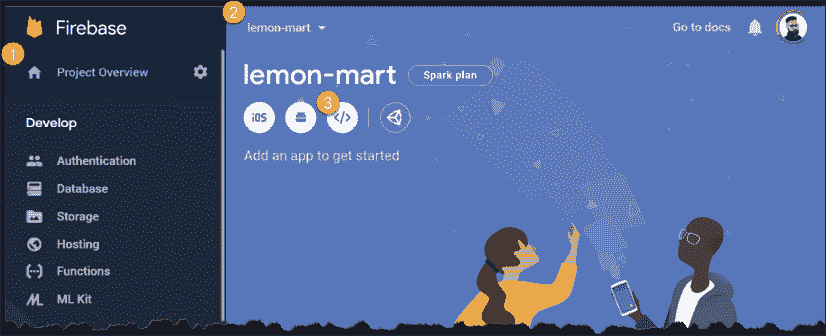 Firebase
1
Project Overview
Develop
Authentication
Database
Storage
Hosting
Functions
ML Kit
2
lemon-mart
Go to docs
lemon-mart
Spark plan
3
iOS
</>
Add an app to get started